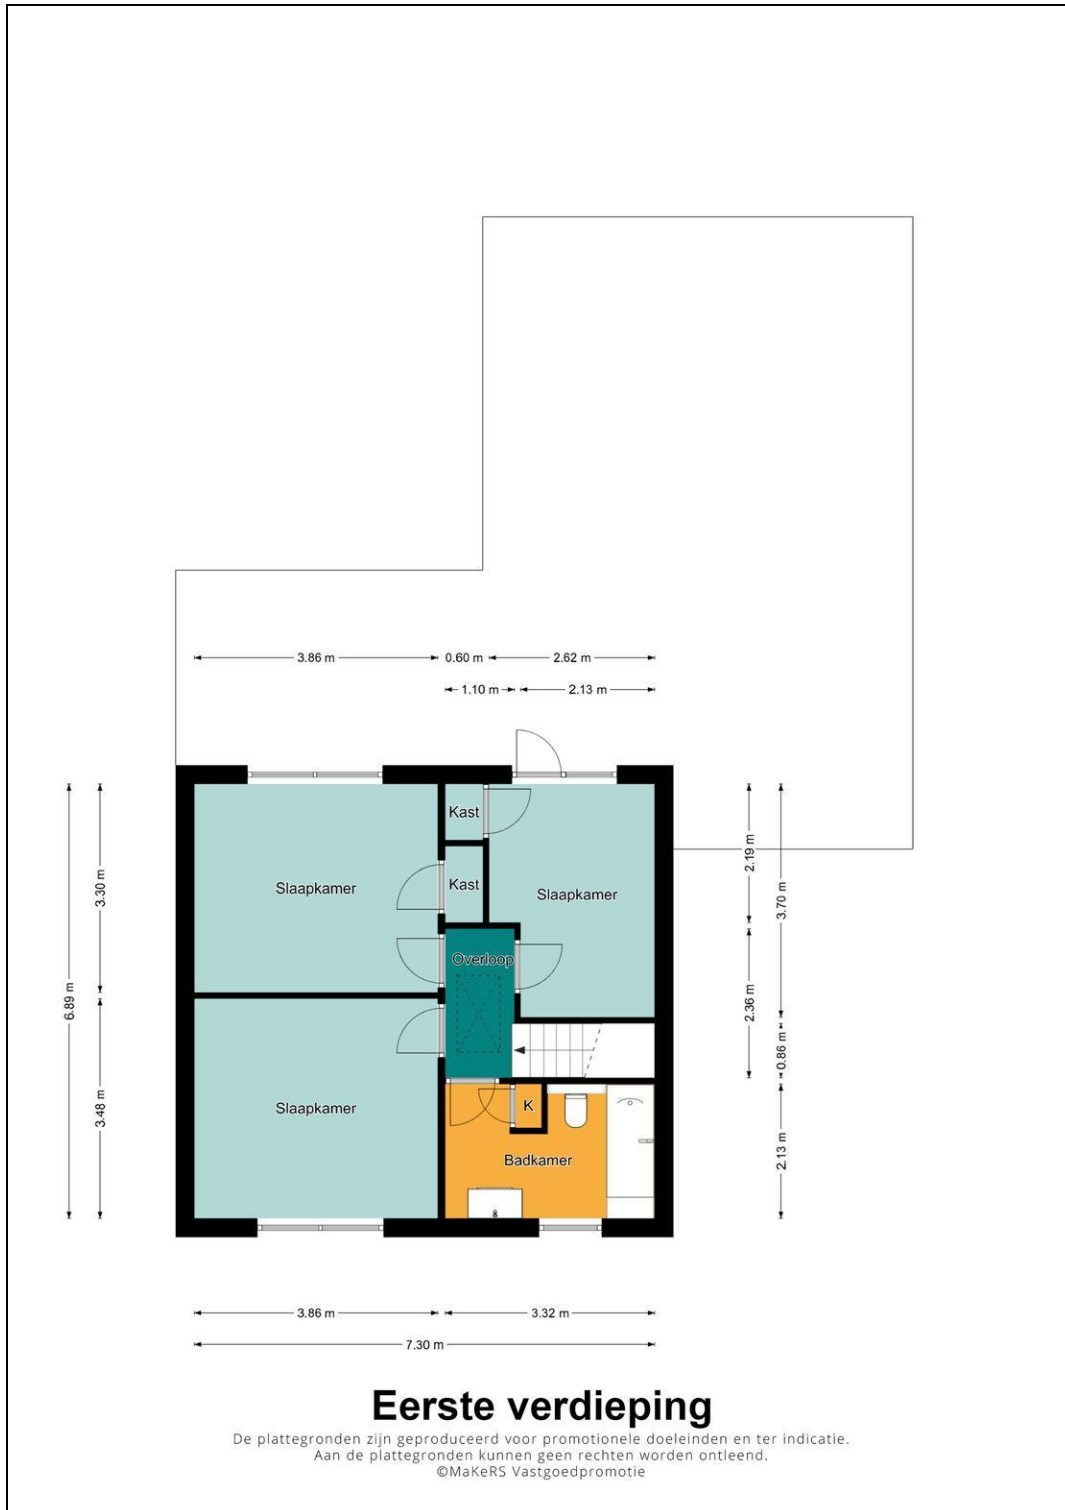 3.86 m
0.60 m
2.62 m
1.10 m
2.13 m
Kast
Kast
Slaapkamer
Slaapkamer
Overloop
Slaapkamer
K
Badkamer
6.89 m
3.30 m
3.48 m
2.19 m
3.70 m
2.36 m
0.86 m
2.13 m
3.86 m
3.32 m
7.30 m
Eerste verdieping
De plattegronden zijn geproduceerd voor promotionele doeleinden en ter indicatie.
Aan de plattegronden kunnen geen rechten worden ontleend.
©MaKeRS Vastgoedpromotie